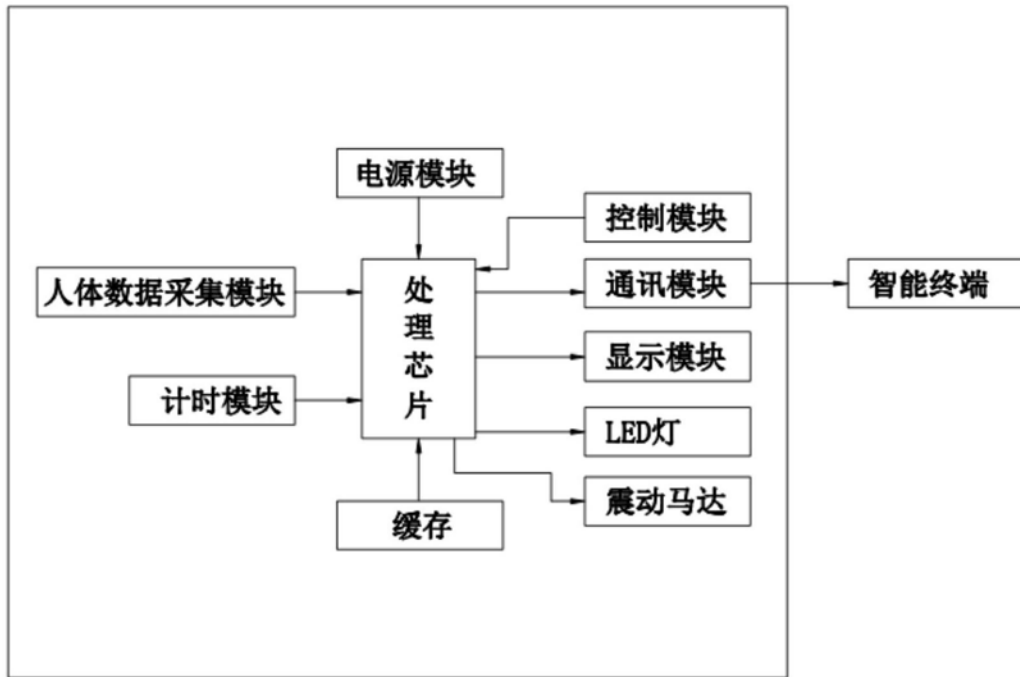 电源模块
控制模块
人体数据采集模块
处理芯片
通讯模块
智能终端
显示模块
计时模块
LED灯
震动马达
缓存